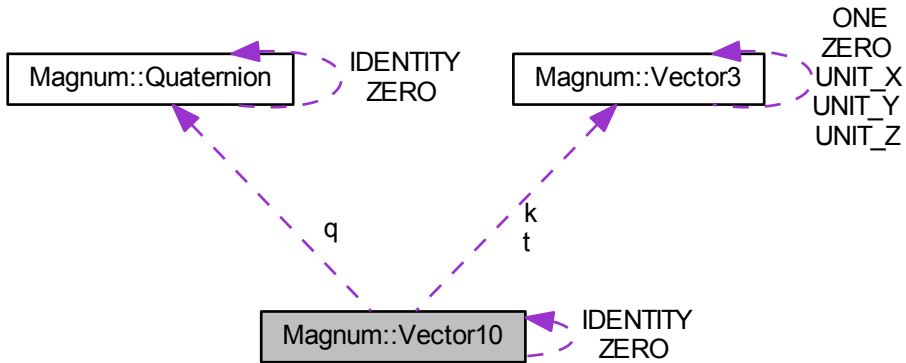 Magnum::Quaternion
IDENTITY
ZERO
Magnum::Vector3
ONE
ZERO
UNIT_X
UNIT_Y
UNIT_Z
q
k
t
Magnum::Vector10
IDENTITY
ZERO